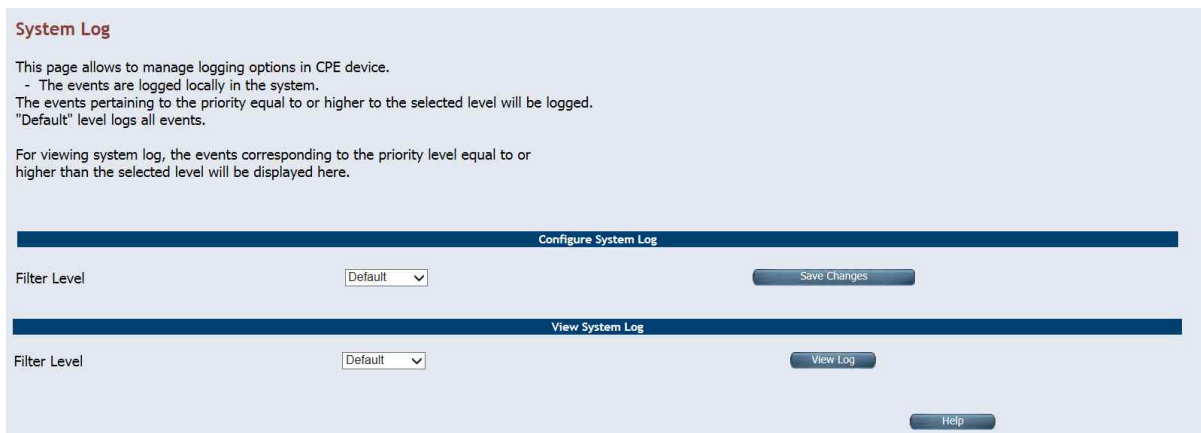 System Log
This page allows to manage logging options in CPE device.
- The events are logged locally in the system.
The events pertaining to the priority equal to or higher to the selected level will be logged.
"Default" level logs all events.
For viewing system log, the events corresponding to the priority level equal to or
higher than the selected level will be displayed here.
Configure System Log
Filter Level Default Save Changes
View System Log
Filter Level Default View Log
Help